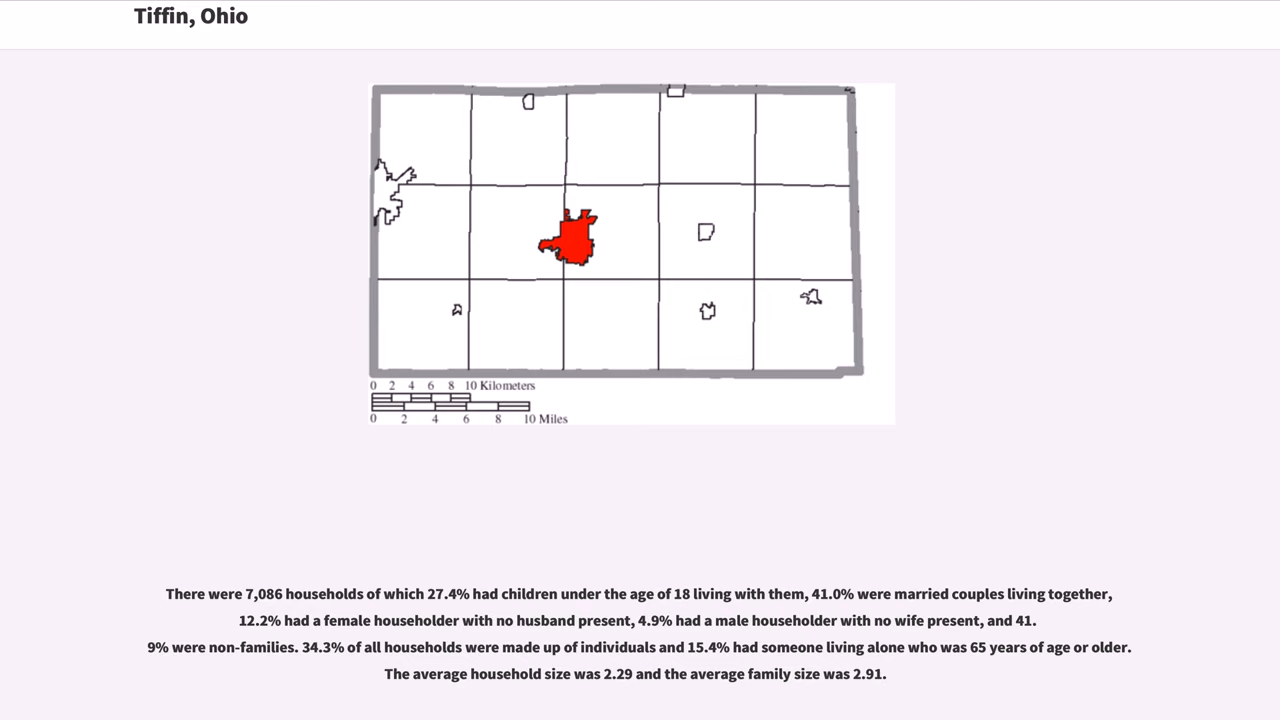 Tiffin, Ohio
0 2 4 6 8 10 Kilometers
0 2 4 6 8 10 Miles
There were 7,086 households of which 27.4% had children under the age of 18 living with them, 41.0% were married couples living together,
12.2% had a female householder with no husband present, 4.9% had a male householder with no wife present, and 41.
9% were non-families. 34.3% of all households were made up of individuals and 15.4% had someone living alone who was 65 years of age or older.
The average household size was 2.29 and the average family size was 2.91.